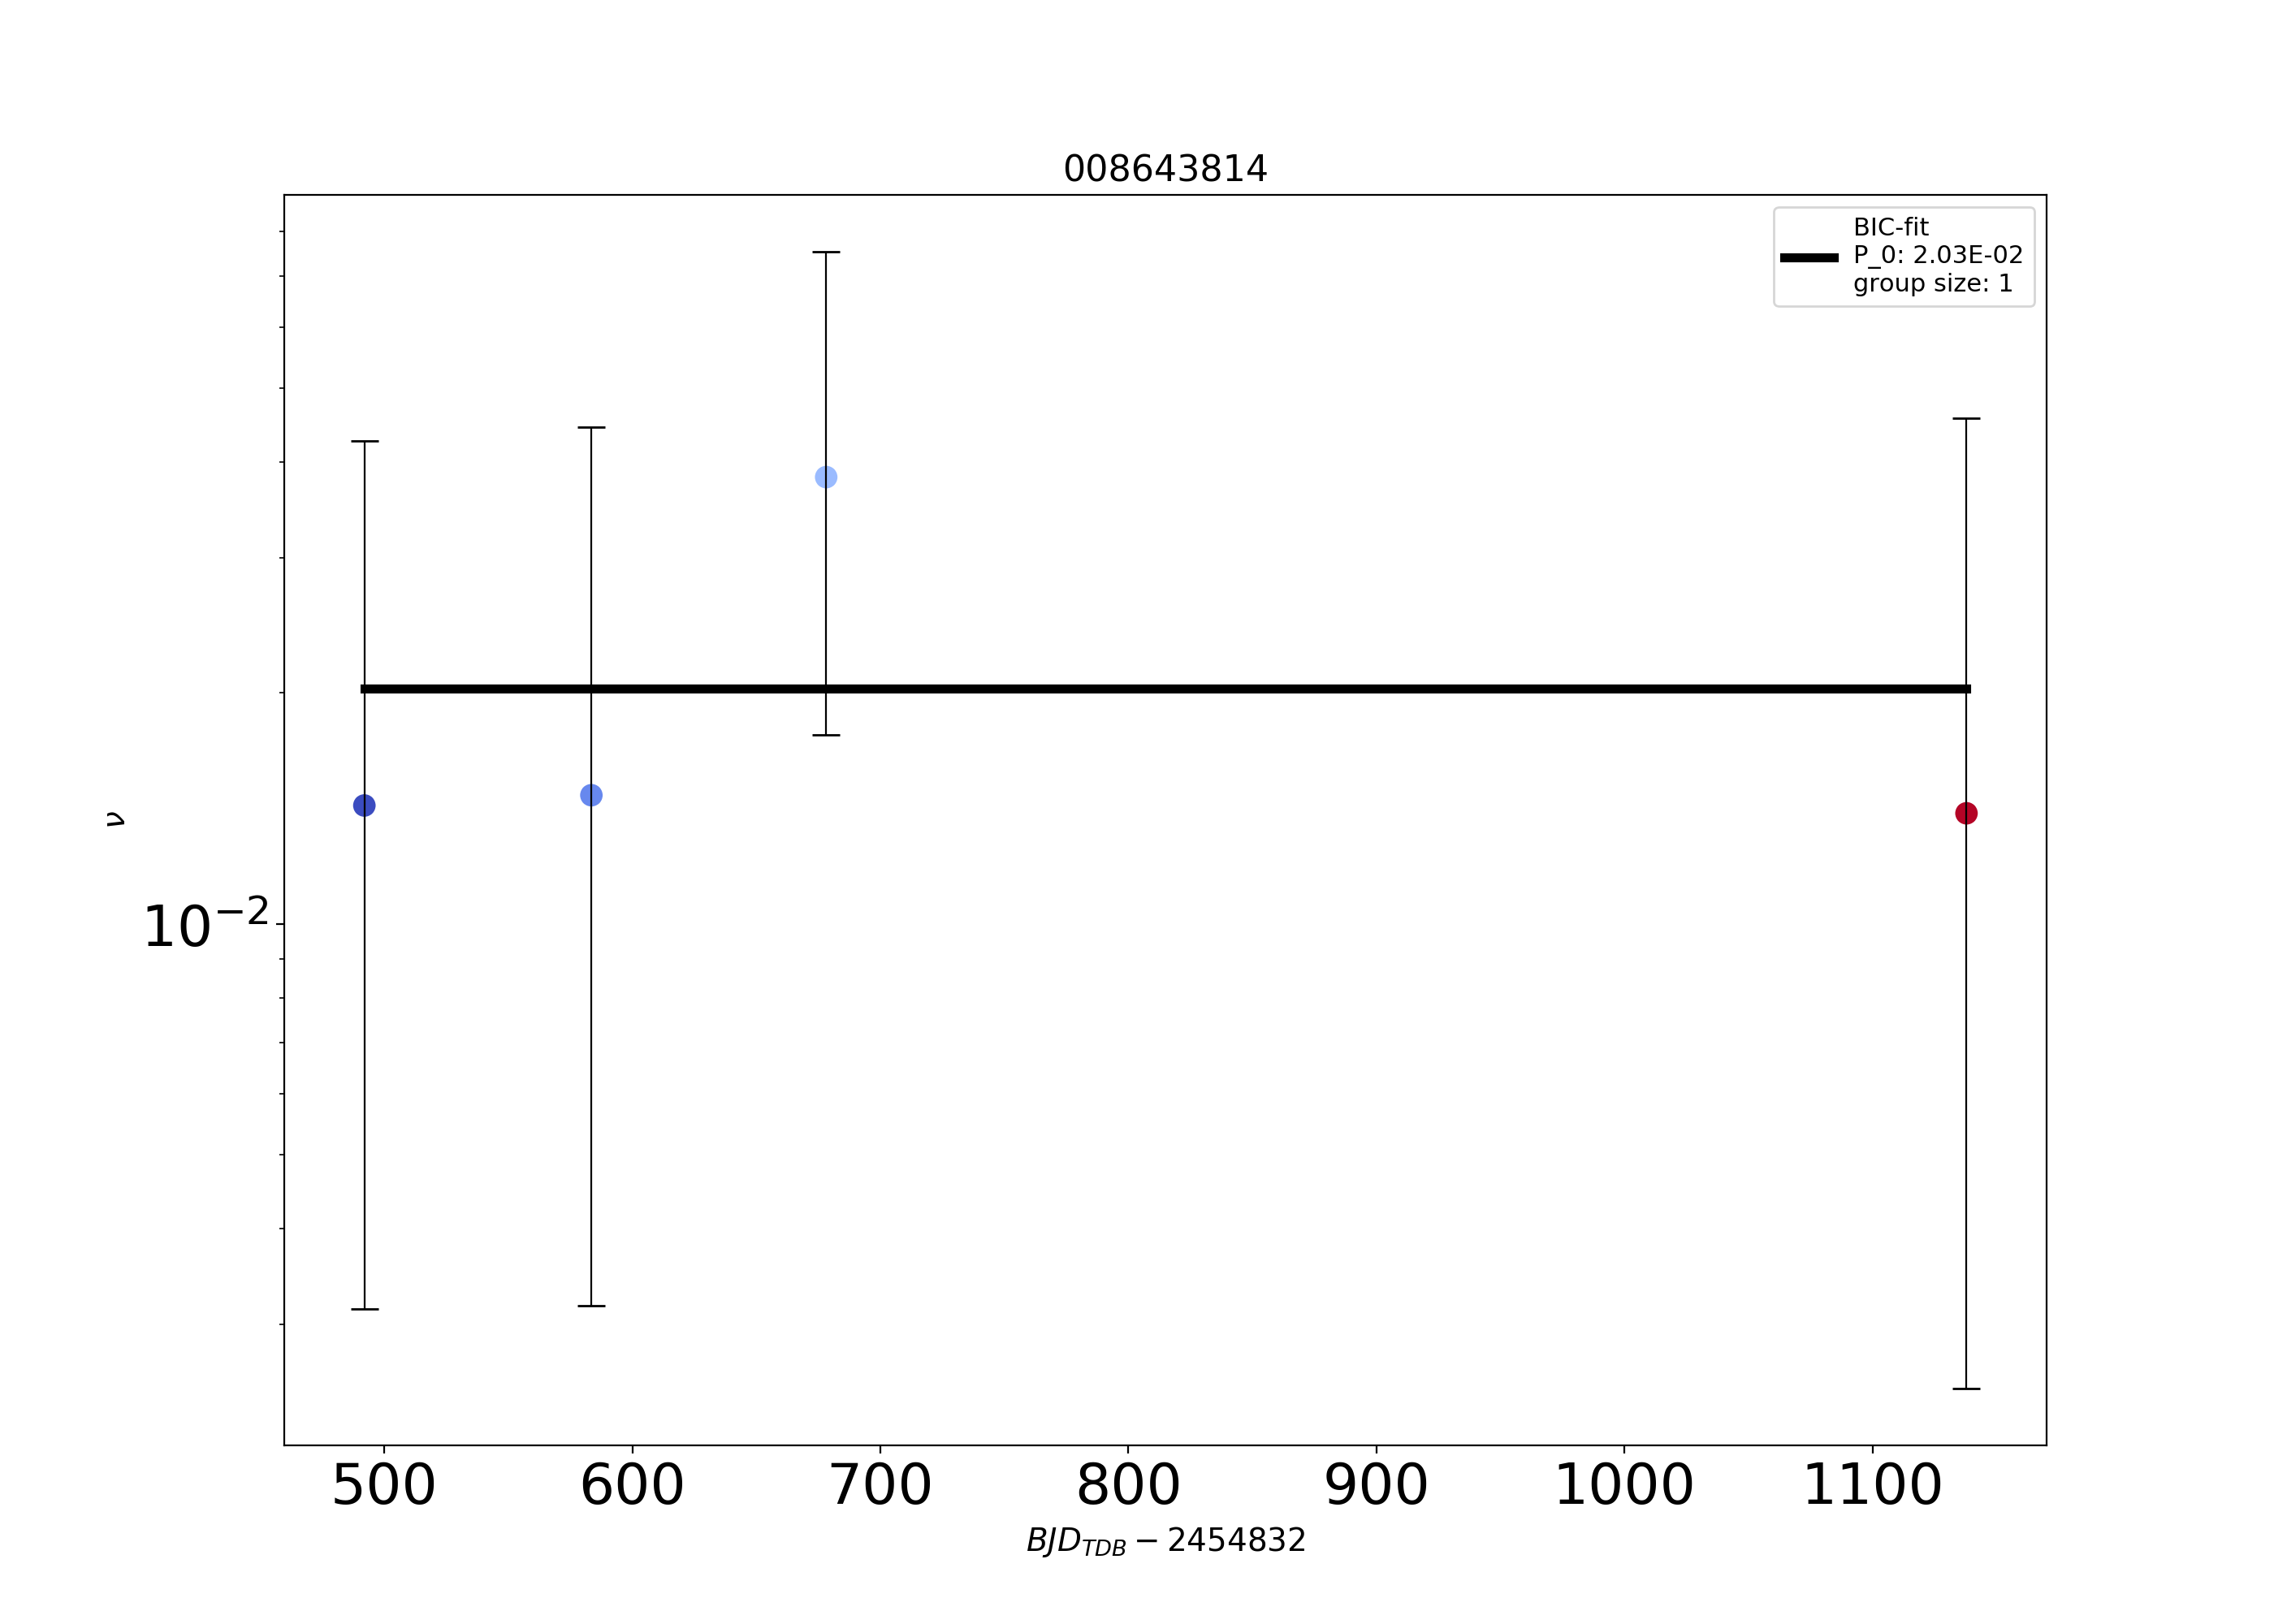 008643814
BIC-fit
P_0: 2.03E-02
group size: 1
ν
10⁻²
500 600 700 800 900 1000 1100
BJD_TDB − 2454832